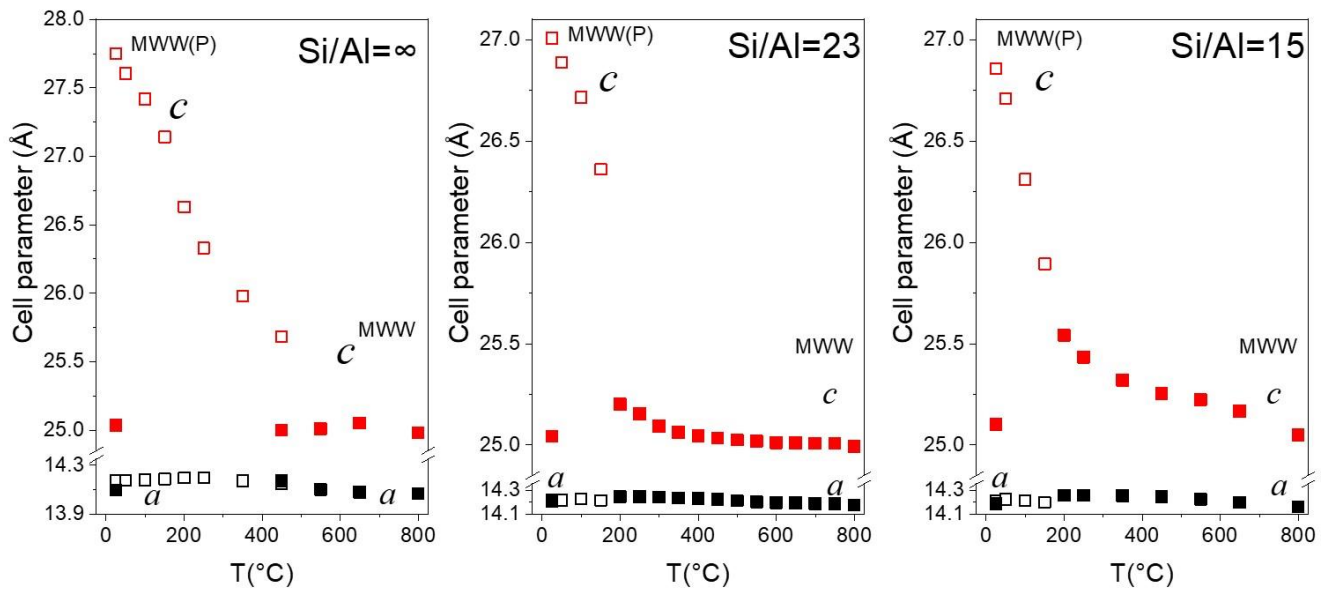 Si/Al=∞
MWW(P)
c
c
MWW
a
a
28.0
27.5
27.0
26.5
26.0
25.5
25.0
14.3
13.9
0
200
400
600
800
Cell parameter (Å)
T(°C)
Si/Al=23
MWW(P)
c
MWW
c
a
a
27.0
26.5
26.0
25.5
25.0
14.3
14.1
0
200
400
600
800
Cell parameter (Å)
T(°C)
Si/Al=15
MWW(P)
c
MWW
c
a
a
27.0
26.5
26.0
25.5
25.0
14.3
14.1
0
200
400
600
800
Cell parameter (Å)
T(°C)